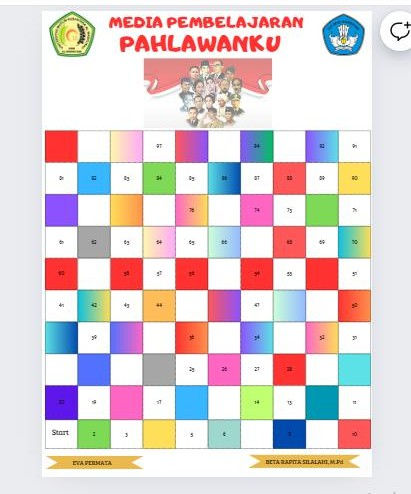 MEDIA PEMBELAJARAN
PAHLAWANKU
97 94 92 91
81 82 83 84 85 86 87 88 89 90
76 74 73 71
61 62 63 64 65 66 68 69 70
60 58 57 56 54 53 51
41 42 43 44 47 50
39 36 34 32 31
25 26 27 28
20 19 17 14 13 11
Start 2 3 5 6 8 10
EVA PERMATA
BETA RAPITA SILALAHI, M.Pd